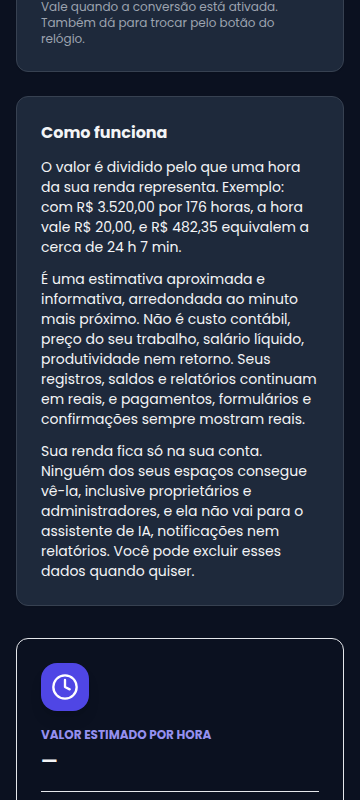 Vale quando a conversão está ativada.
Também dá para trocar pelo botão do
relógio.
Como funciona
O valor é dividido pelo que uma hora
da sua renda representa. Exemplo:
com R$ 3.520,00 por 176 horas, a hora
vale R$ 20,00, e R$ 482,35 equivalem a
cerca de 24 h 7 min.
É uma estimativa aproximada e
informativa, arredondada ao minuto
mais próximo. Não é custo contábil,
preço do seu trabalho, salário líquido,
produtividade nem retorno. Seus
registros, saldos e relatórios continuam
em reais, e pagamentos, formulários e
confirmações sempre mostram reais.
Sua renda fica só na sua conta.
Ninguém dos seus espaços consegue
vê-la, inclusive proprietários e
administradores, e ela não vai para o
assistente de IA, notificações nem
relatórios. Você pode excluir esses
dados quando quiser.
VALOR ESTIMADO POR HORA
—